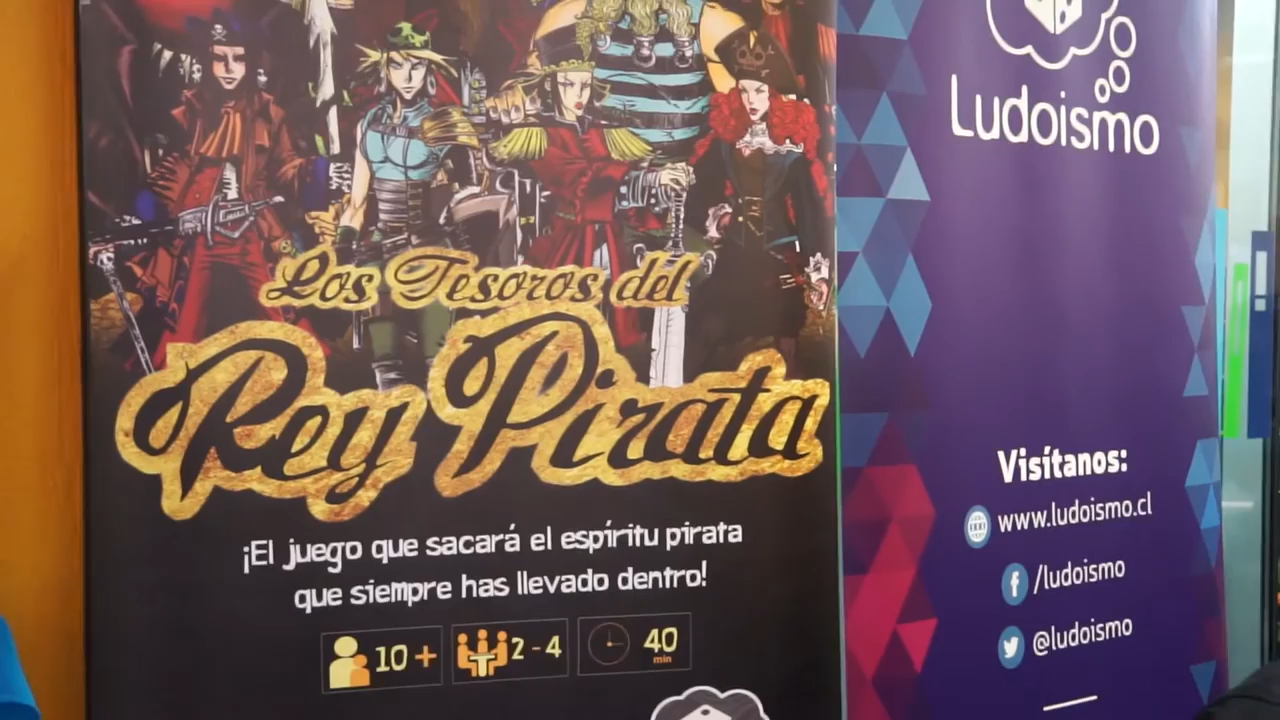 Los Tesoros del
Rey Pirata
¡El juego que sacará el espíritu pirata
que siempre has llevado dentro!
10 +
2 - 4
40
min
Ludoismo
Visítanos:
www.ludoismo.cl
/ludoismo
@ludoismo